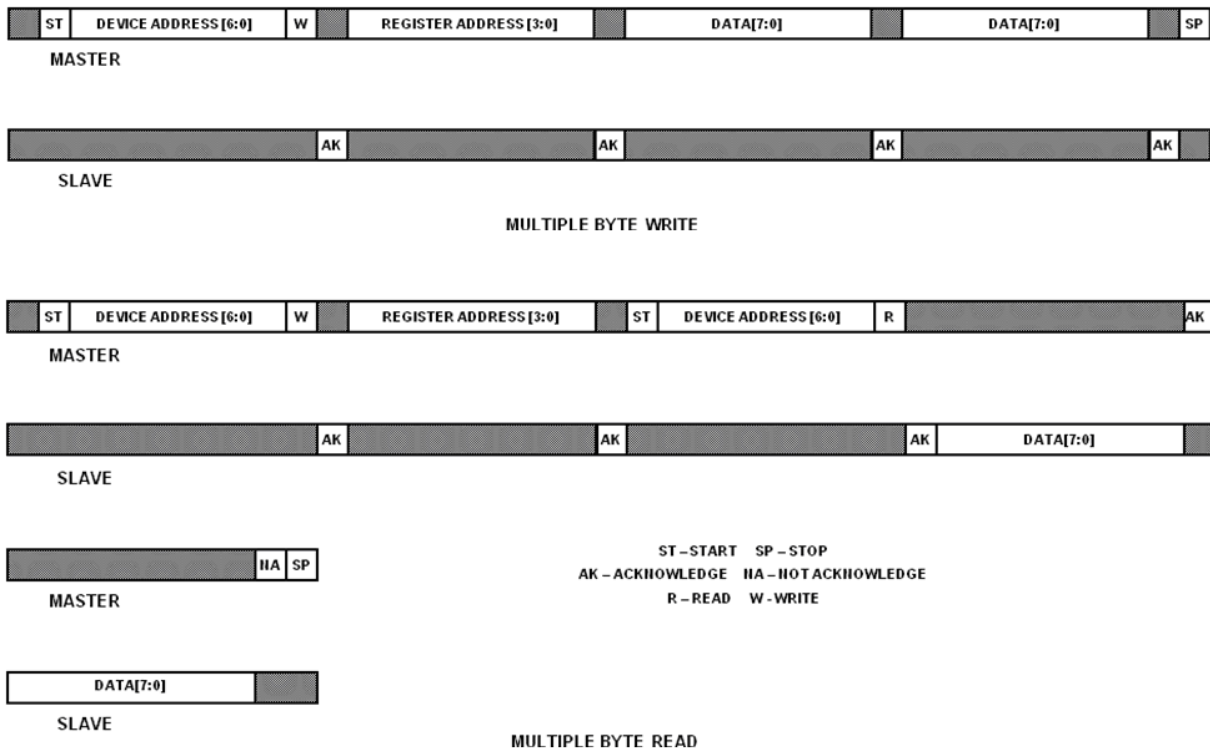 ST DEVICE ADDRESS [6:0] W REGISTER ADDRESS [3:0] DATA[7:0] DATA[7:0] SP
MASTER
AK AK AK AK
SLAVE
MULTIPLE BYTE WRITE
ST DEVICE ADDRESS [6:0] W REGISTER ADDRESS [3:0] ST DEVICE ADDRESS [6:0] R AK
MASTER
AK AK AK DATA[7:0]
SLAVE
NA SP
MASTER
ST – START SP – STOP
AK – ACKNOWLEDGE NA – NOT ACKNOWLEDGE
R – READ W - WRITE
DATA[7:0]
SLAVE
MULTIPLE BYTE READ